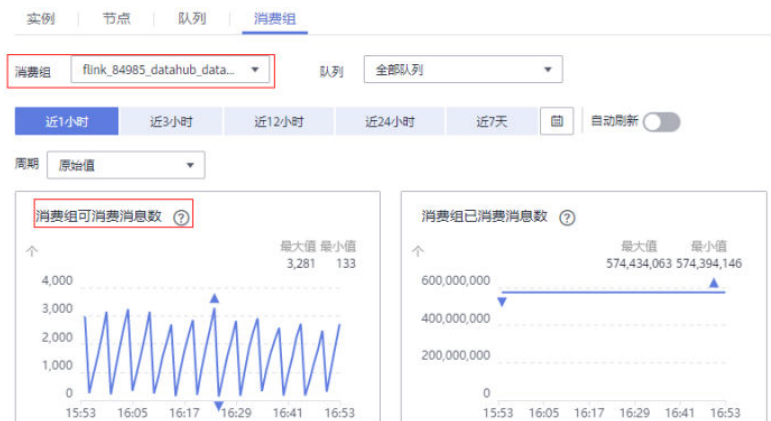 实例 节点 队列 消费组
消费组 flink_84985_datahub_data... 队列 全部队列
近1小时 近3小时 近12小时 近24小时 近7天 自动刷新
周期 原始值
消费组可消费消息数 ?
个
最大值 最小值
3,281 133
4,000
3,000
2,000
1,000
0
15:53 16:05 16:17 16:29 16:41 16:53
消费组已消费消息数 ?
个
最大值 最小值
574,434,063 574,394,146
600,000,000
400,000,000
200,000,000
0
15:53 16:05 16:17 16:29 16:41 16:53